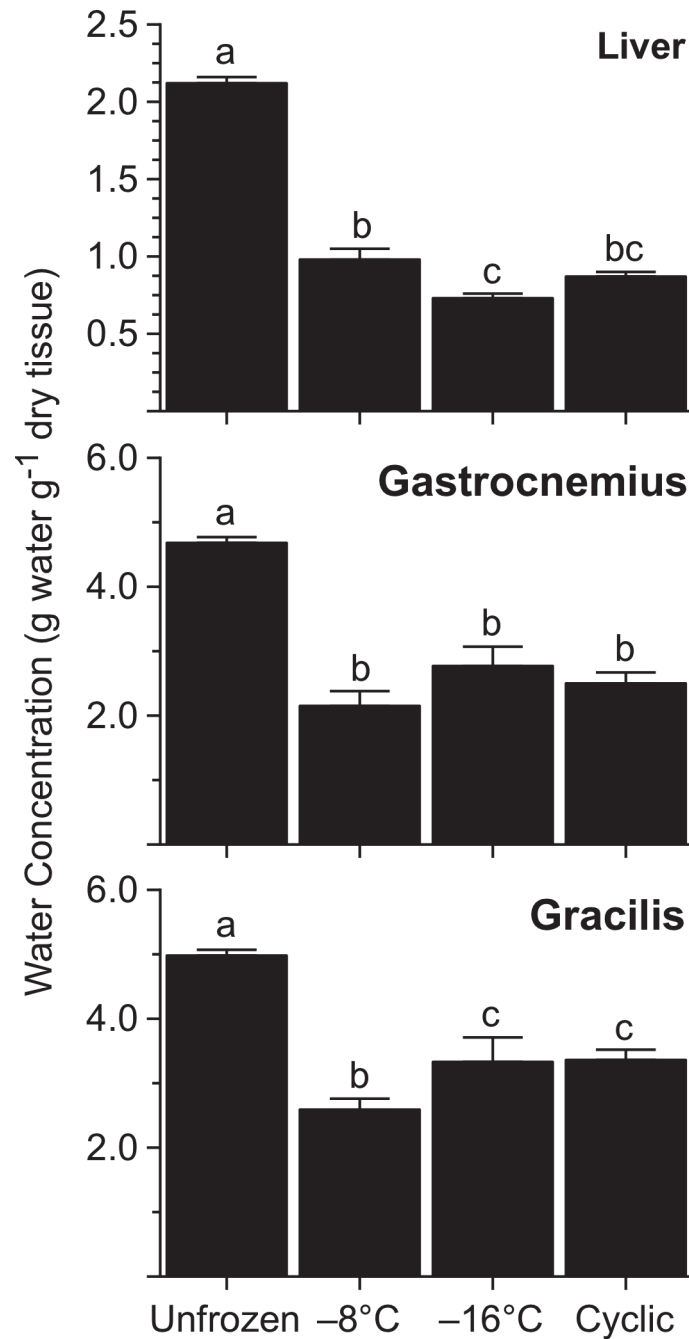 Water Concentration (g water g-1 dry tissue)
Liver
2.5
2.0
1.5
1.0
0.5
a
b
c
bc
Gastrocnemius
6.0
4.0
2.0
a
b
b
b
Gracilis
6.0
4.0
2.0
a
b
c
c
Unfrozen –8°C –16°C Cyclic